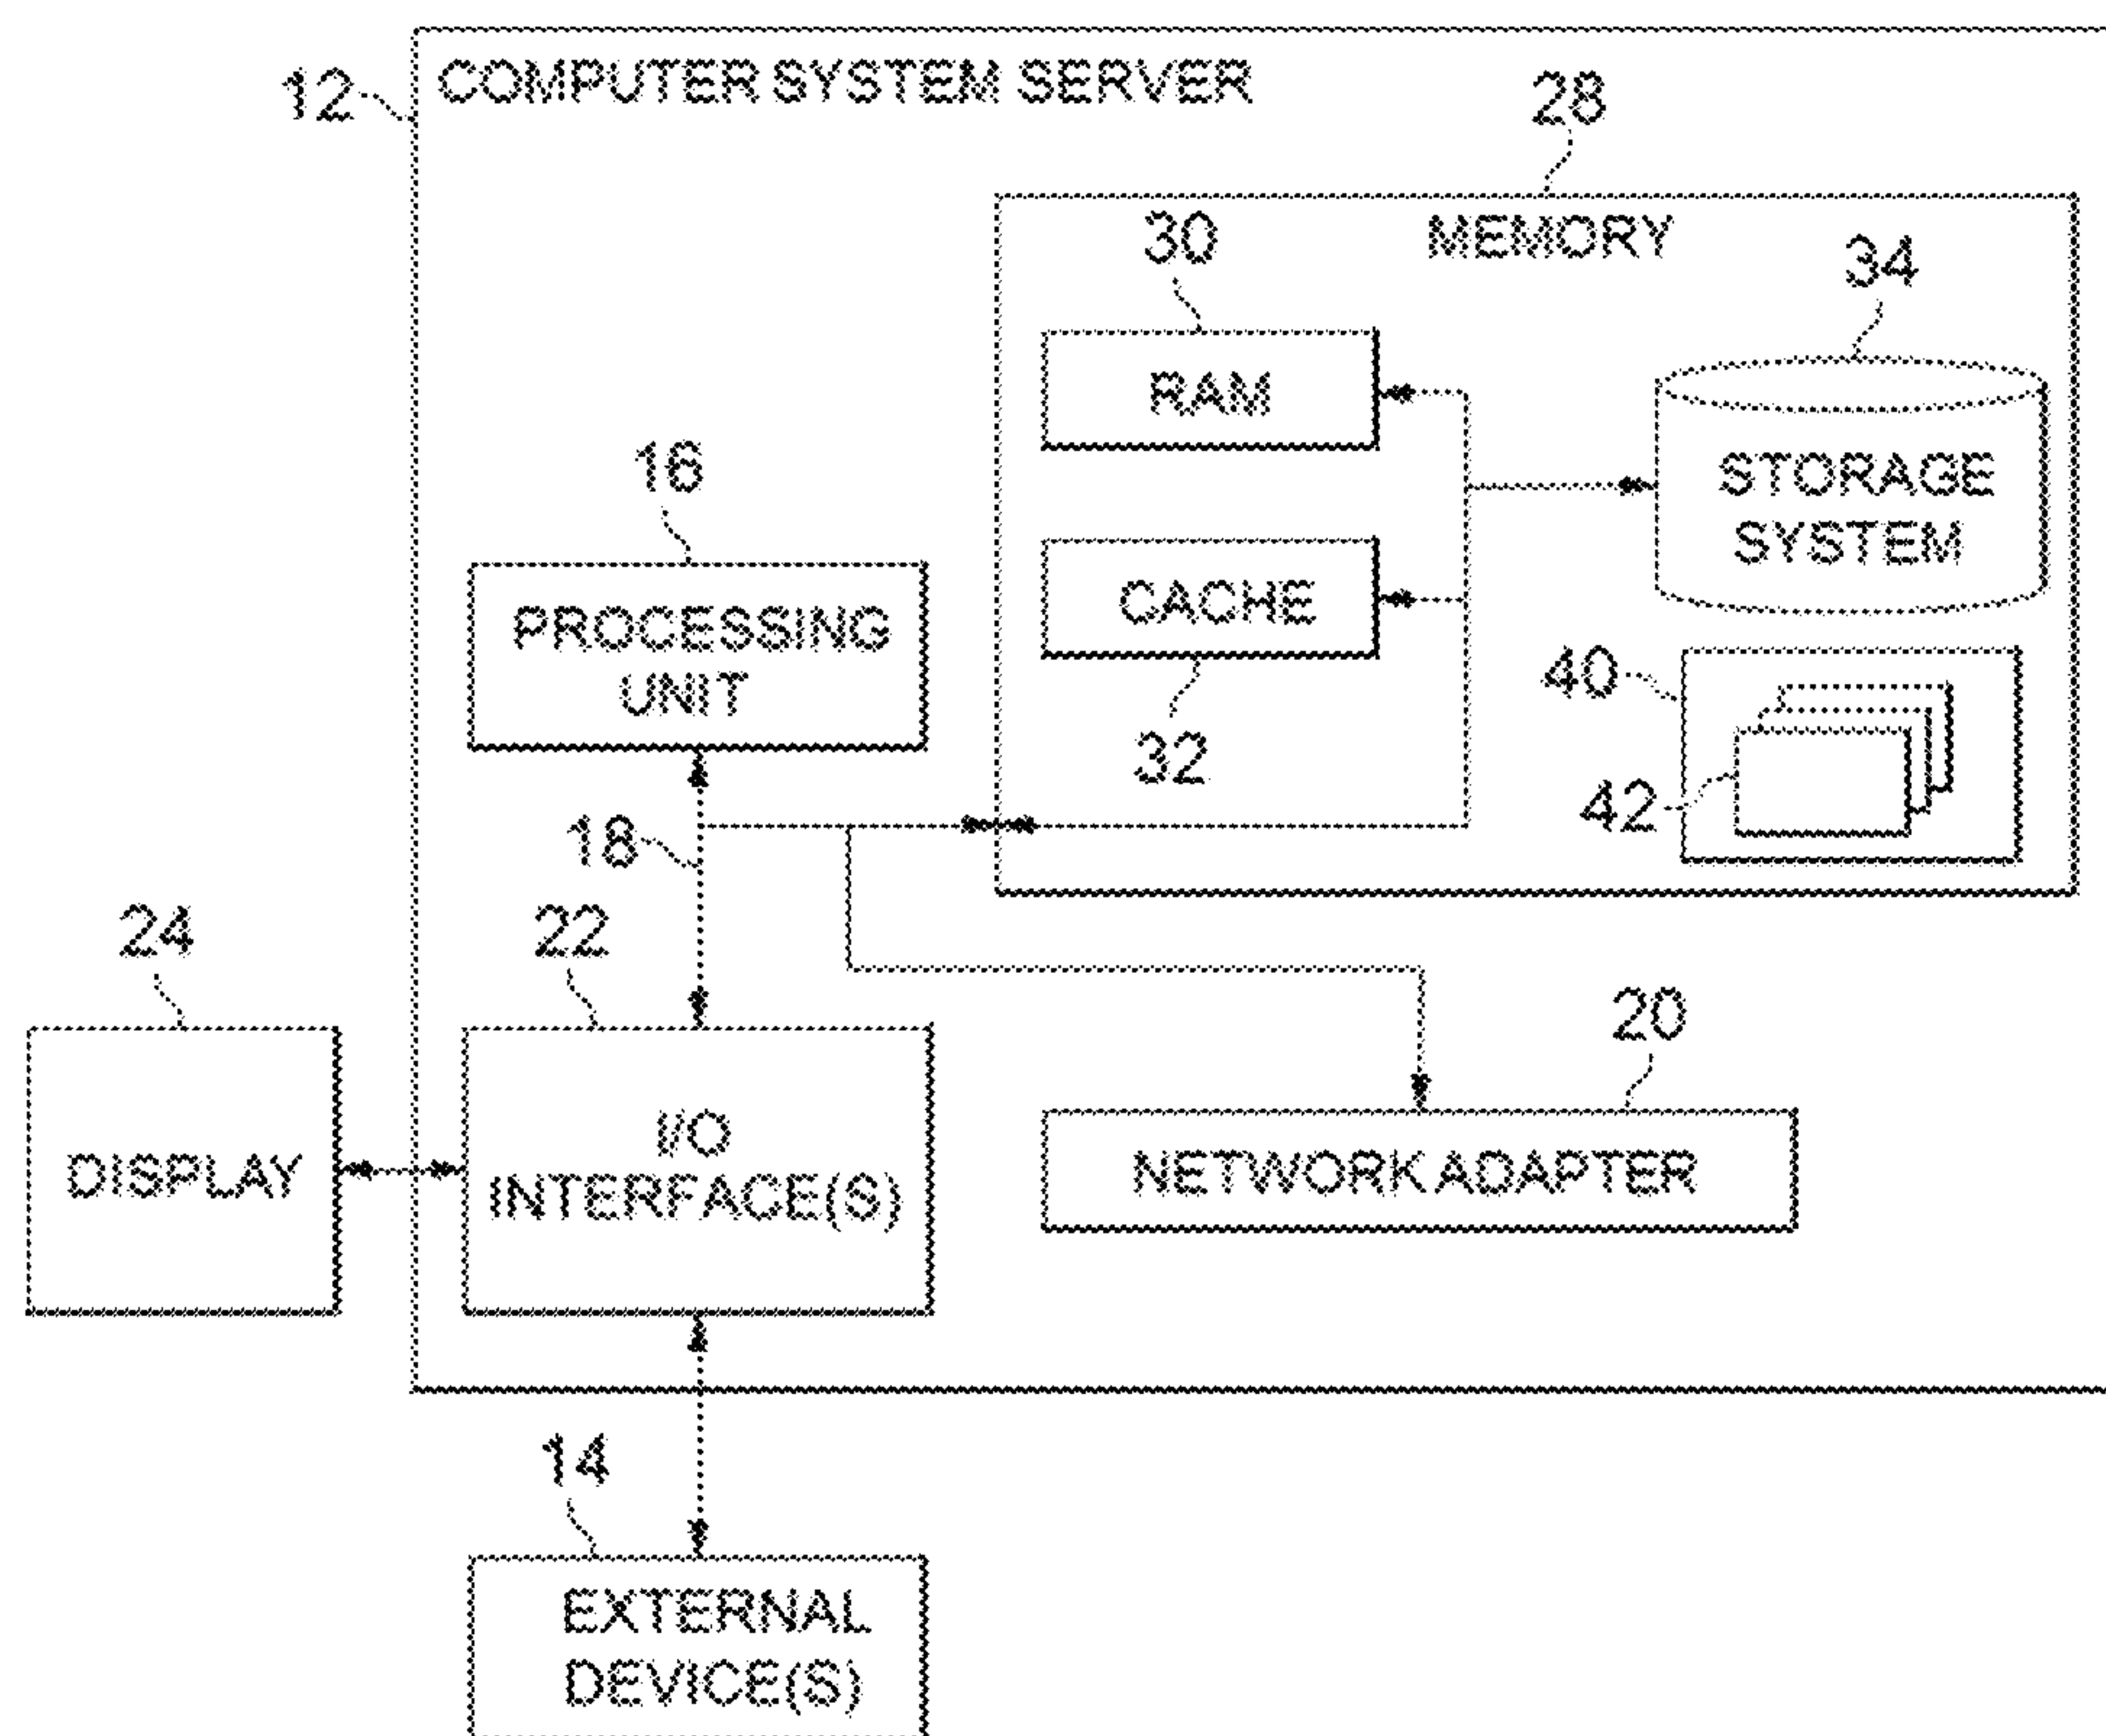 12
COMPUTER SYSTEM SERVER
28
MEMORY
30
34
RAM
STORAGE
SYSTEM
16
CACHE
PROCESSING
UNIT
40
32
42
18
24
22
20
DISPLAY
I/O
INTERFACE(S)
NETWORK ADAPTER
14
EXTERNAL
DEVICE(S)